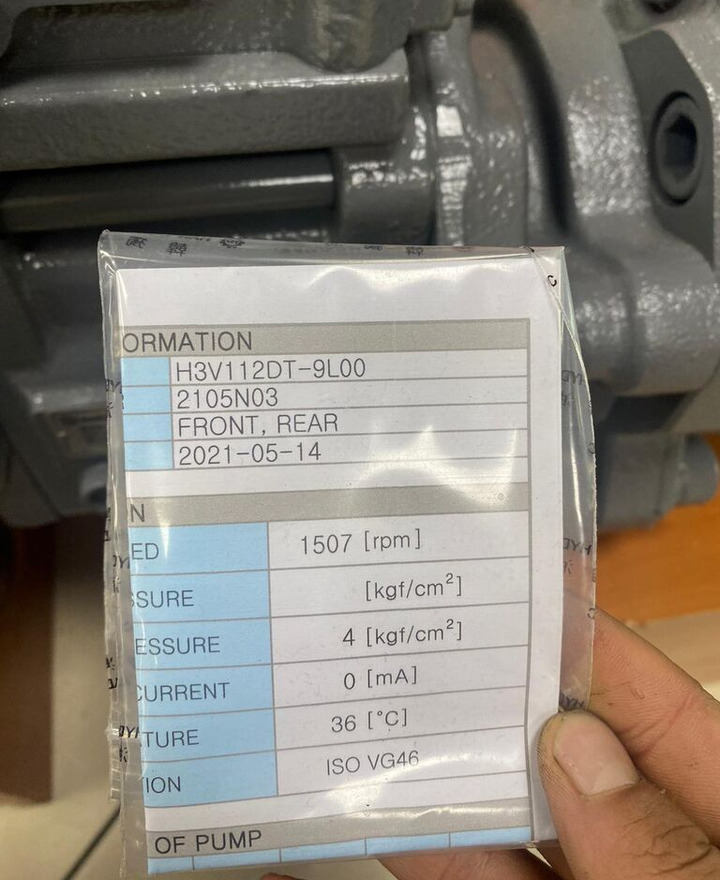 ORMATION
H3V112DT-9L00
2105N03
FRONT, REAR
2021-05-14
N
ED 1507 [rpm]
SSURE [kgf/cm²]
ESSURE 4 [kgf/cm²]
CURRENT 0 [mA]
TURE 36 [°C]
ION ISO VG46
OF PUMP